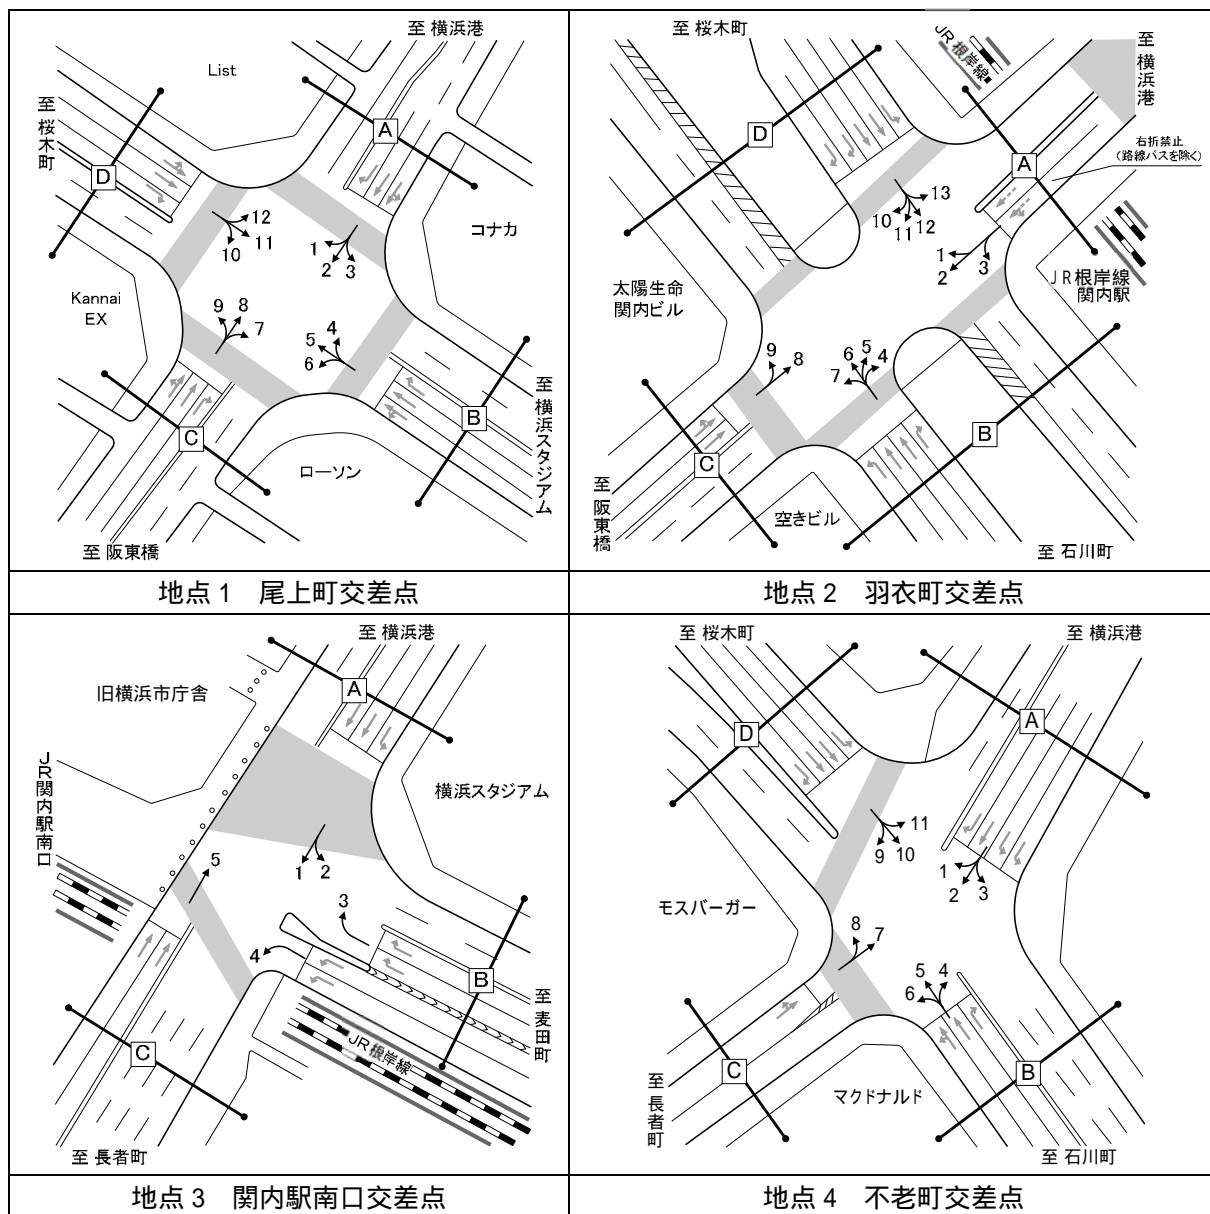 至 横浜港
List
至 桜木町
A
D
コナカ
12
11
10
1
2
3
Kannai
EX
9
8
7
4
5
6
至 横浜スタジアム
B
C
ローソン
至 阪東橋
地点 1 尾上町交差点
至 桜木町
JR根岸線
至 横浜港
右折禁止
(路線バスを除く)
D
A
13
10
11
12
1
2
3
太陽生命
関内ビル
JR根岸線
関内駅
9
8
6
5
4
7
B
C
至 阪東橋
空きビル
至 石川町
地点 2 羽衣町交差点
至 横浜港
旧横浜市庁舎
A
JR関内駅南口
横浜スタジアム
5
1
2
3
4
B
至 麦田町
JR根岸線
C
至 長者町
地点 3 関内駅南口交差点
至 桜木町
至 横浜港
D
A
11
9
10
1
2
3
モスバーガー
8
7
5
4
6
C
B
至 長者町
マクドナルド
至 石川町
地点 4 不老町交差点